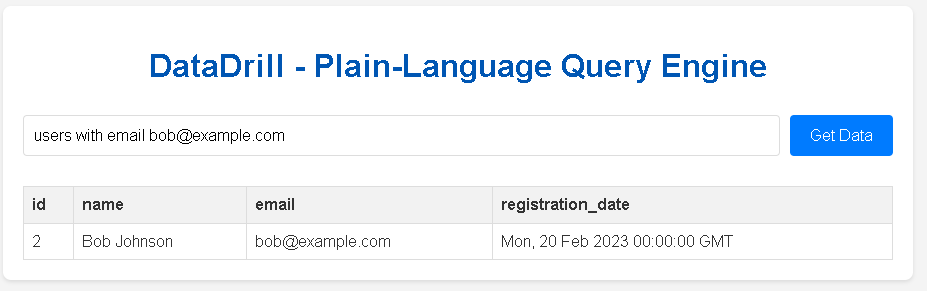 DataDrill - Plain-Language Query Engine
users with email bob@example.com Get Data
id name email registration_date
2 Bob Johnson bob@example.com Mon, 20 Feb 2023 00:00:00 GMT